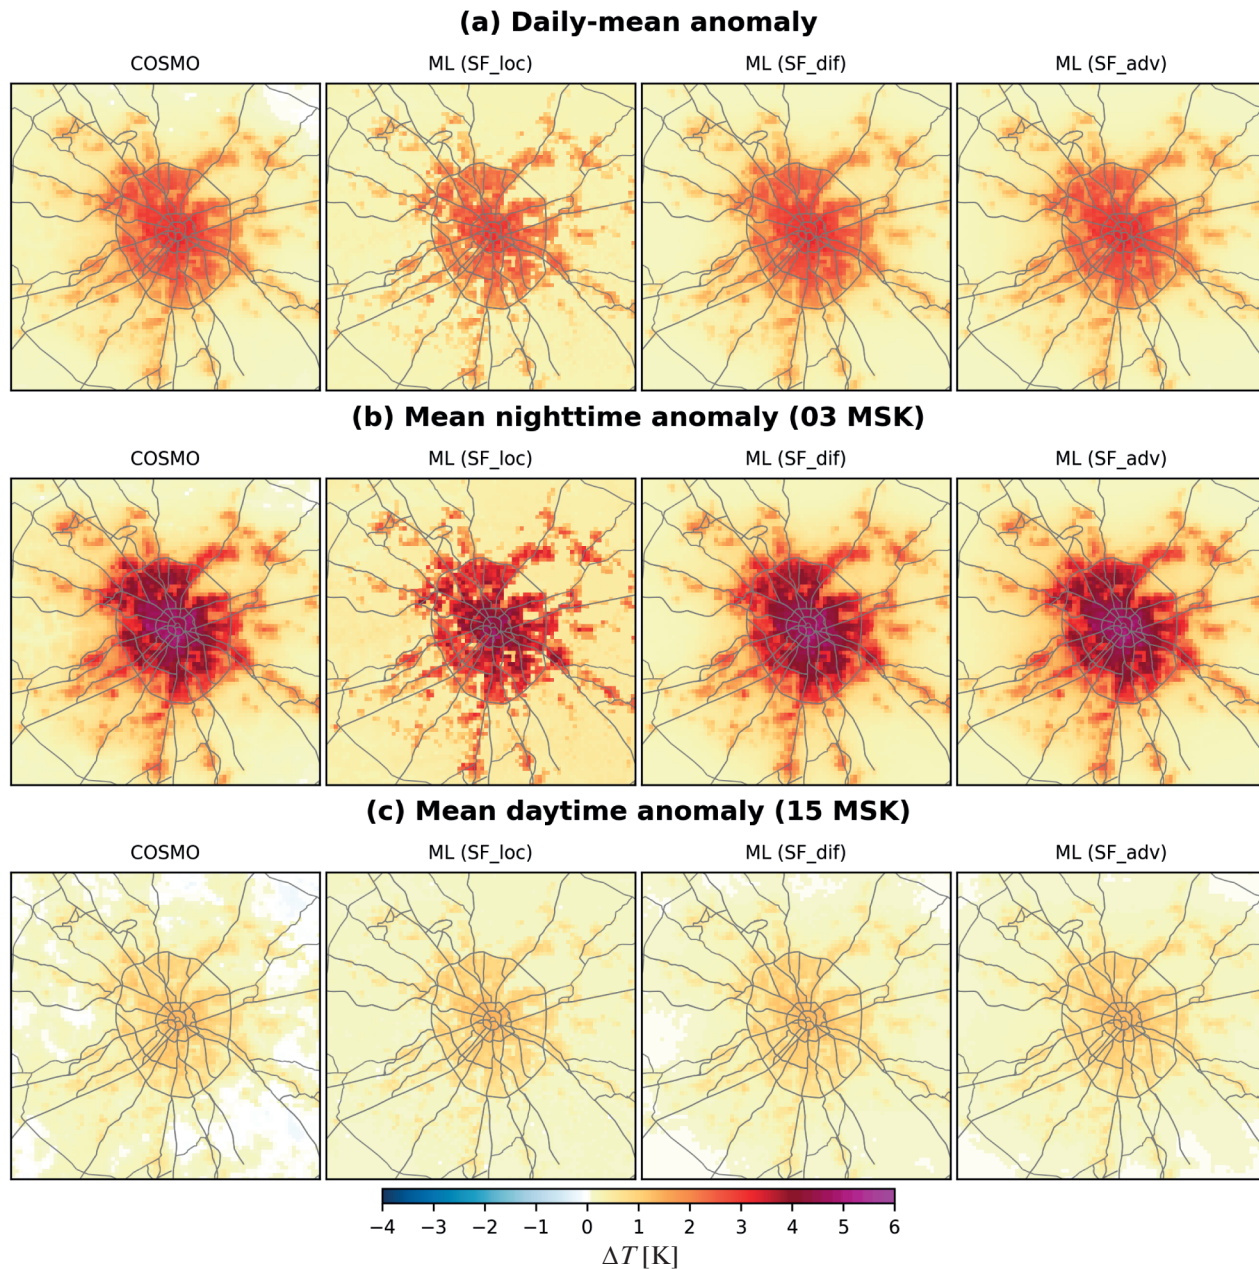 (a) Daily-mean anomaly
COSMO ML (SF_loc) ML (SF_dif) ML (SF_adv)
(b) Mean nighttime anomaly (03 MSK)
COSMO ML (SF_loc) ML (SF_dif) ML (SF_adv)
(c) Mean daytime anomaly (15 MSK)
COSMO ML (SF_loc) ML (SF_dif) ML (SF_adv)
−4 −3 −2 −1 0 1 2 3 4 5 6
ΔT [K]